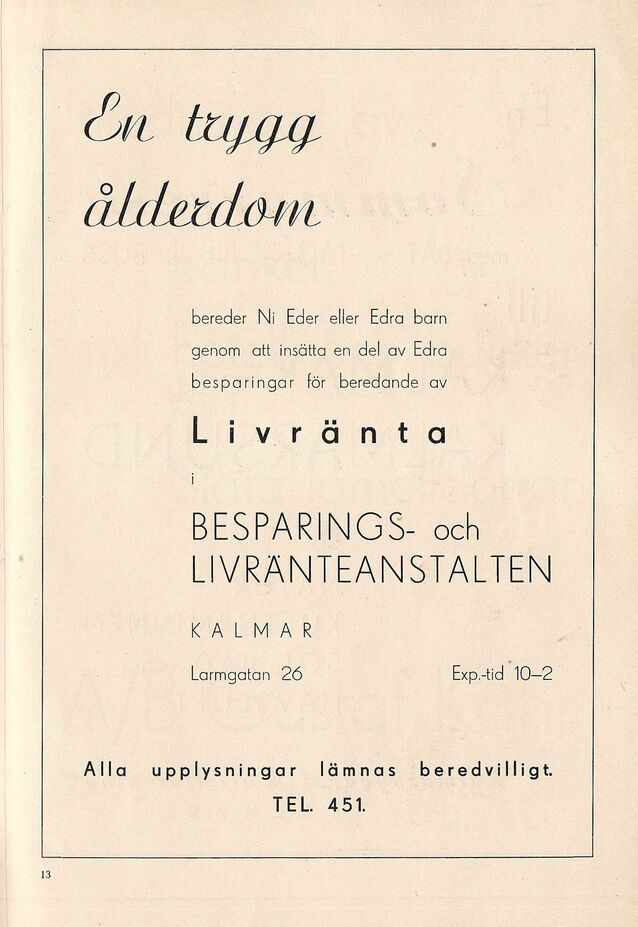 En trygg
ålderdom
bereder Ni Eder eller Edra barn
genom att insätta en del av Edra
besparingar för beredande av
Livränta
i
BESPARINGS- och
LIVRÄNTEANSTALTEN
KALMAR
Larmgatan 26 Exp.-tid 10–2
Alla upplysningar lämnas beredvilligt.
TEL. 451.
13